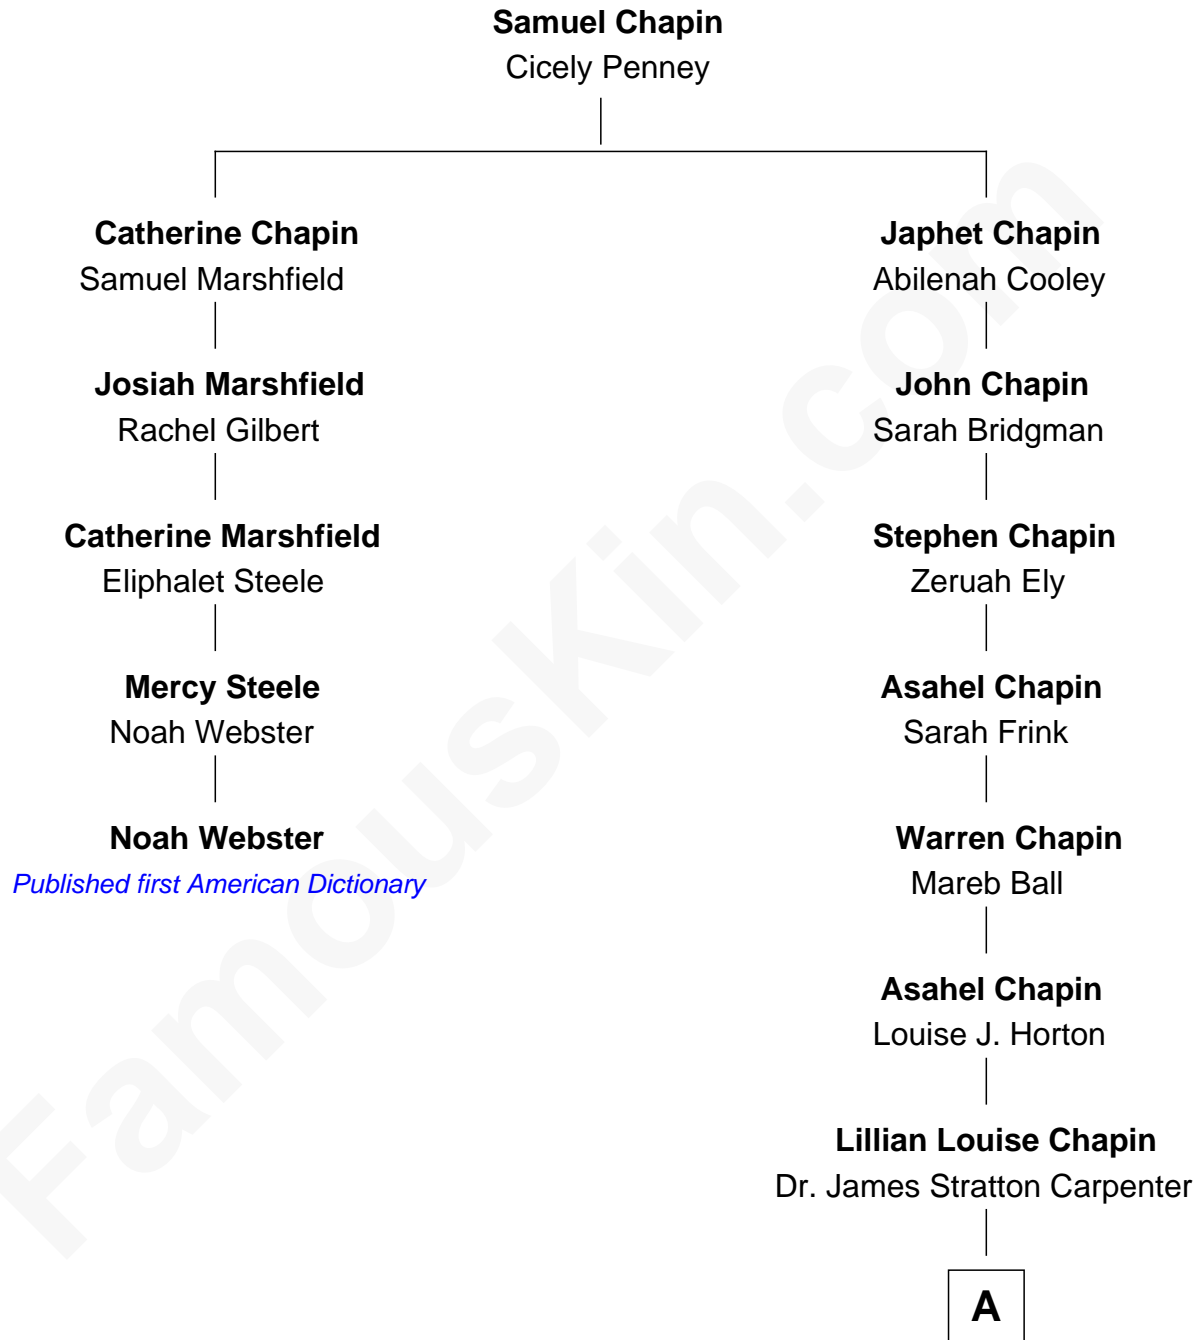 Samuel Chapin
Cicely Penney
Catherine Chapin
Samuel Marshfield
Josiah Marshfield
Rachel Gilbert
Catherine Marshfield
Eliphalet Steele
Mercy Steele
Noah Webster
Noah Webster
Published first American Dictionary
Japhet Chapin
Abilenah Cooley
John Chapin
Sarah Bridgman
Stephen Chapin
Zeruah Ely
Asahel Chapin
Sarah Frink
Warren Chapin
Mareb Ball
Asahel Chapin
Louise J. Horton
Lillian Louise Chapin
Dr. James Stratton Carpenter
A
FamousKin.com